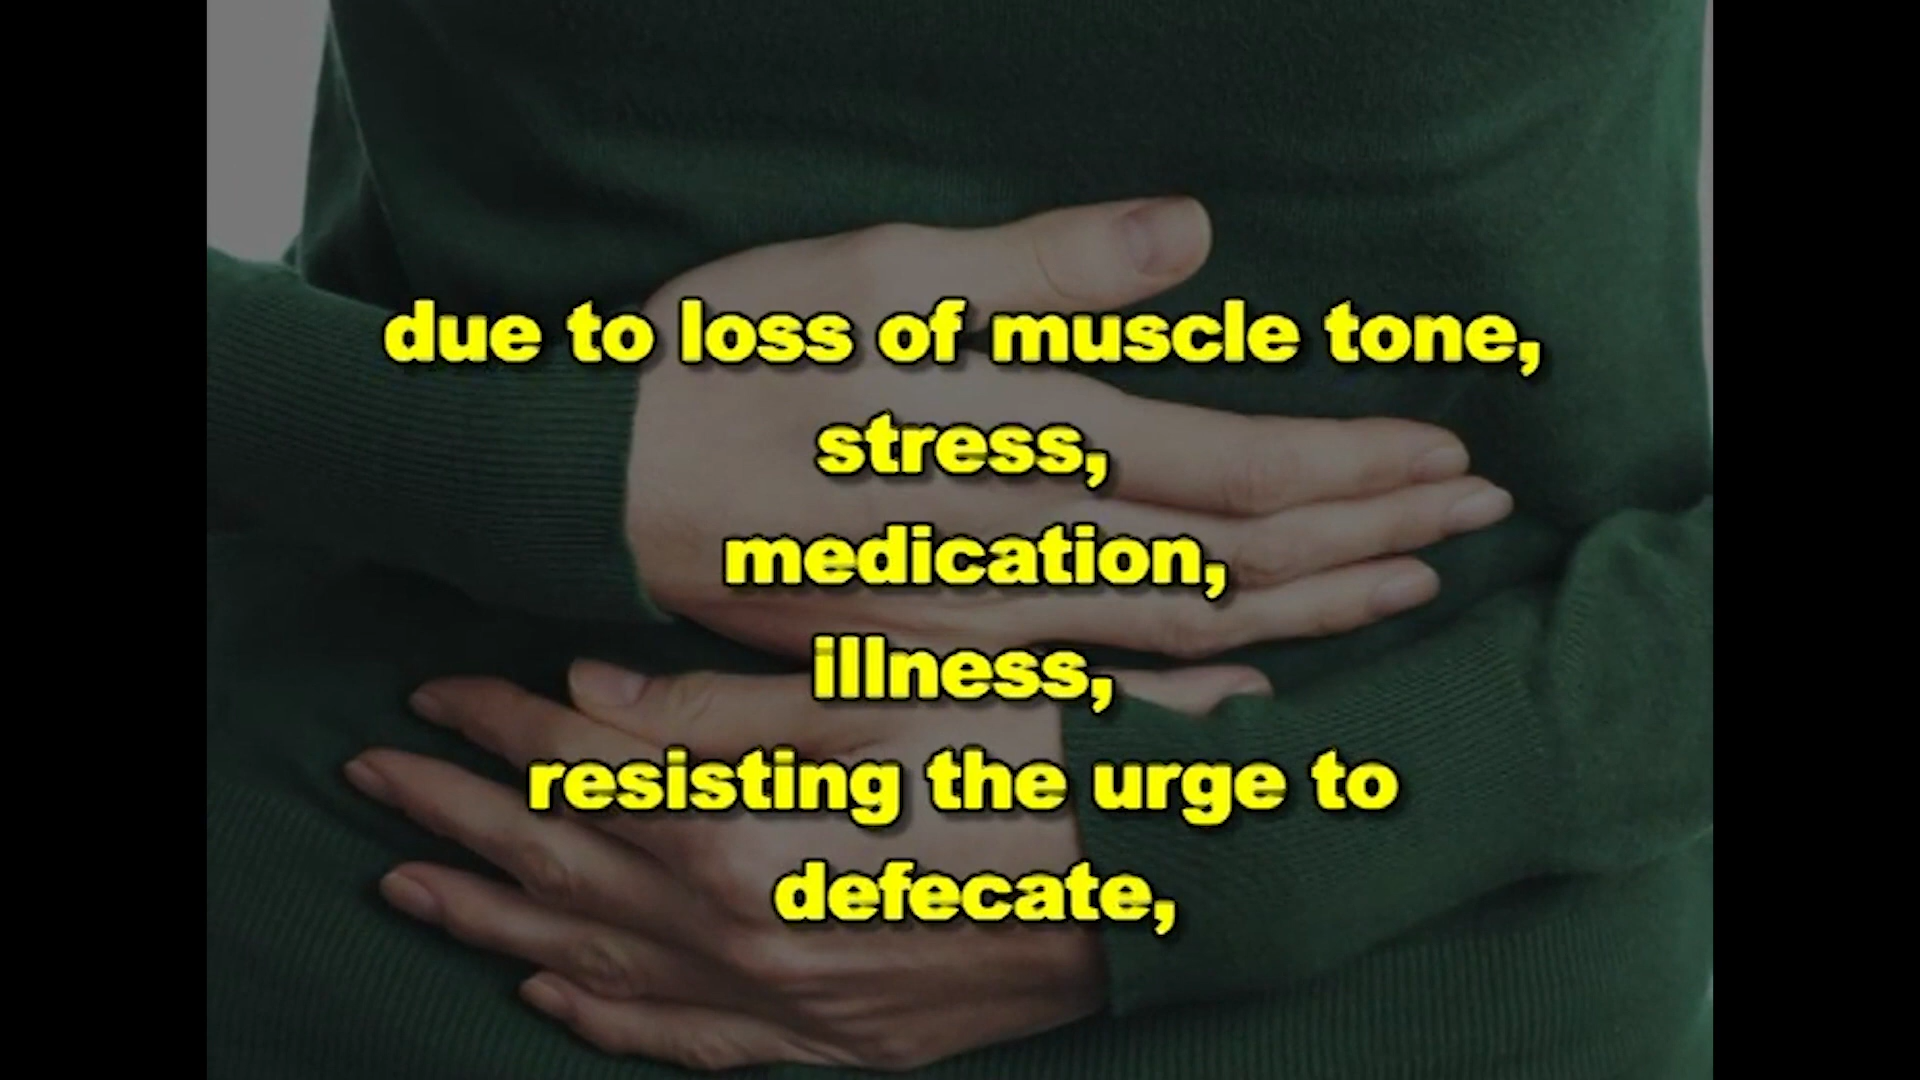 due to loss of muscle tone,
stress,
medication,
illness,
resisting the urge to
defecate,